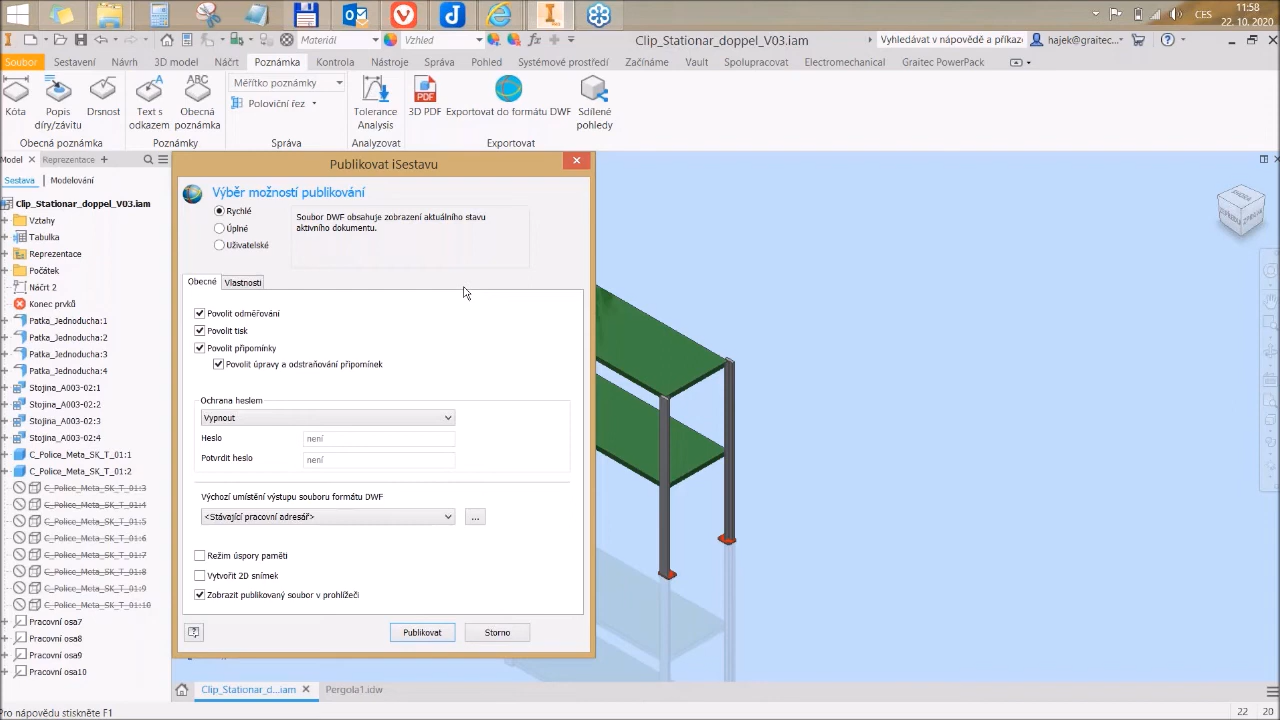 11:58
CES
22. 10. 2020
Materiál
Vzhled
Clip_Stationar_doppel_V03.iam
Vyhledávat v nápovědě a příkaz
hajek@graitec...
Soubor
Sestavení
Návrh
3D model
Náčrt
Poznámko
Kontrol
Nástroje
Pohled
Systémové prostředí
Začínáme
Vault
Spolupracovat
Electromechanical
Graitec PowerPack
Kóta
Popis
díry/závitu
Drsnost
Text s
odkazem
Obecná
poznámka
Měřítko poznámky
Poloviční řez
Tolerance
Analysis
3D PDF
Exportovat do formátu DWF
Sdílené
pohledy
Obecná poznámka
Poznámky
Správa
Analyzovat
Exportovat
Model
Reprezentace
Sestava
Modelování
Clip_Stationar_doppel_V03.iam
Vztahy
Tabulka
Reprezentace
Počátek
Náčrt 2
Konec prvků
Patka_Jednoducha:1
Patka_Jednoducha:2
Patka_Jednoducha:3
Patka_Jednoducha:4
Stojina_A003-02:1
Stojina_A003-02:2
Stojina_A003-02:3
Stojina_A003-02:4
C_Police_Meta_SK_T_01:1
C_Police_Meta_SK_T_01:2
C_Police_Meta_SK_T_01:3
C_Police_Meta_SK_T_01:4
C_Police_Meta_SK_T_01:5
C_Police_Meta_SK_T_01:6
C_Police_Meta_SK_T_01:7
C_Police_Meta_SK_T_01:8
C_Police_Meta_SK_T_01:9
C_Police_Meta_SK_T_01:10
Pracovní osa7
Pracovní osa8
Pracovní osa9
Pracovní osa10
Publikovat iSestavu
Výběr možností publikování
Rychlé
Úplné
Uživatelské
Soubor DWF obsahuje zobrazení aktuálního stavu
aktivního dokumentu.
Obecné
Vlastnosti
Povolit odměřování
Povolit tisk
Povolit připomínky
Povolit úpravy a odstraňování připomínek
Ochrana heslem
Vypnout
Heslo
není
Potvrdit heslo
není
Výchozí umístění výstupu souboru formátu DWF
<Stávající pracovní adresář>
...
Režim úspory paměti
Vytvořit 2D snímek
Zobrazit publikovaný soubor v prohlížeči
Publikovat
Storno
Clip_Stationar_d...iam
Pergola1.idw
Pro nápovědu stiskněte F1
22
20